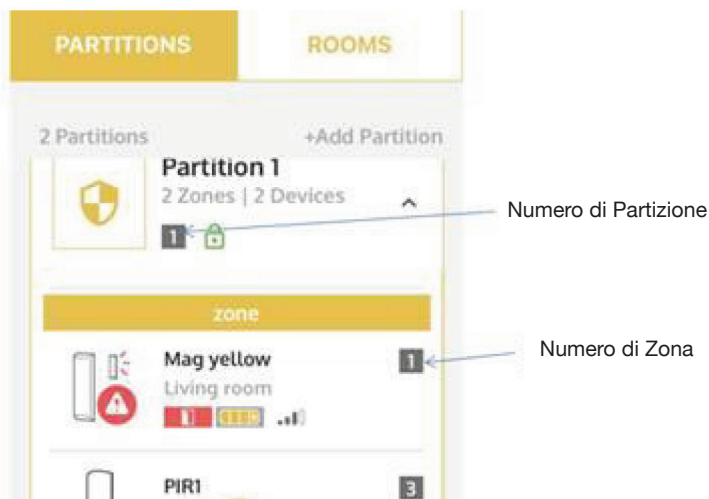 PARTITIONS ROOMS
2 Partitions +Add Partition
Partition 1
2 Zones | 2 Devices
Numero di Partizione
1
zone
Mag yellow 1
Numero di Zona
Living room
PIR1 3